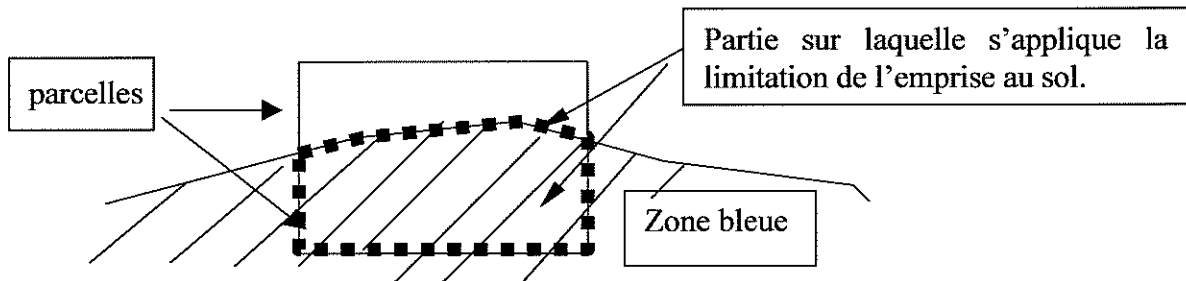 parcelles
Partie sur laquelle s’applique la
limitation de l’emprise au sol.
Zone bleue